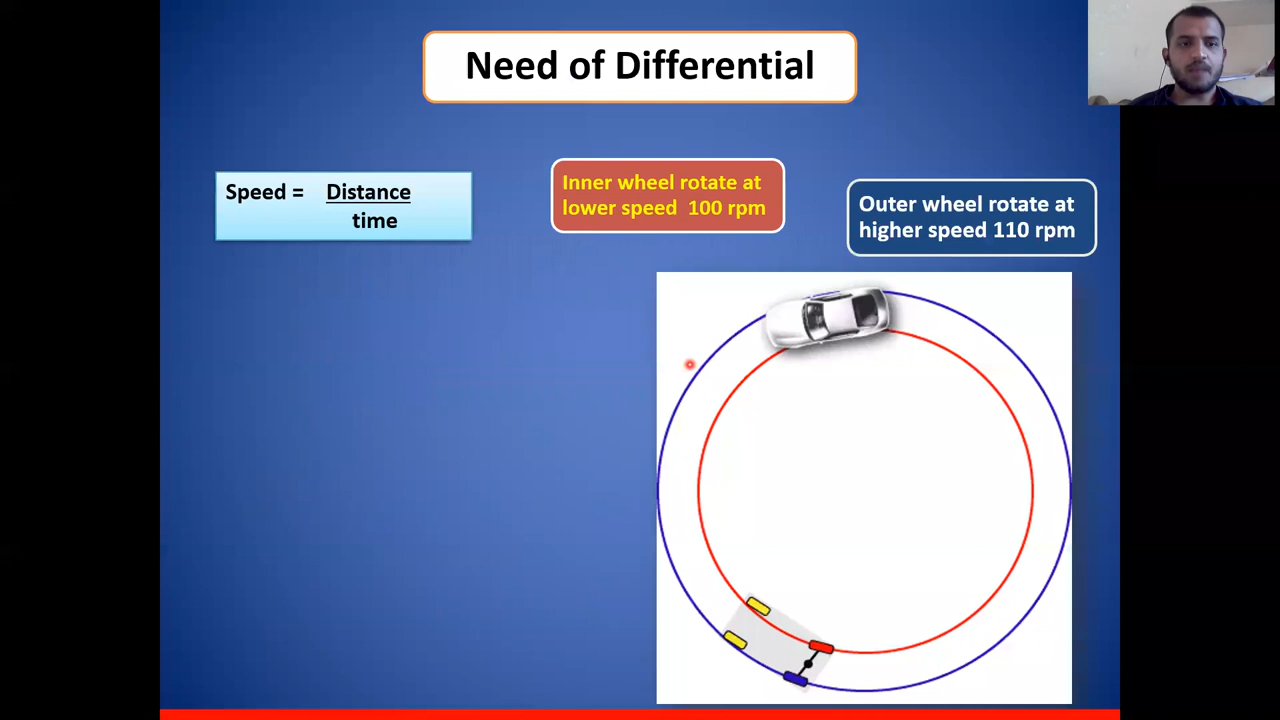 Need of Differential
Speed = Distance
time
Inner wheel rotate at
lower speed 100 rpm
Outer wheel rotate at
higher speed 110 rpm